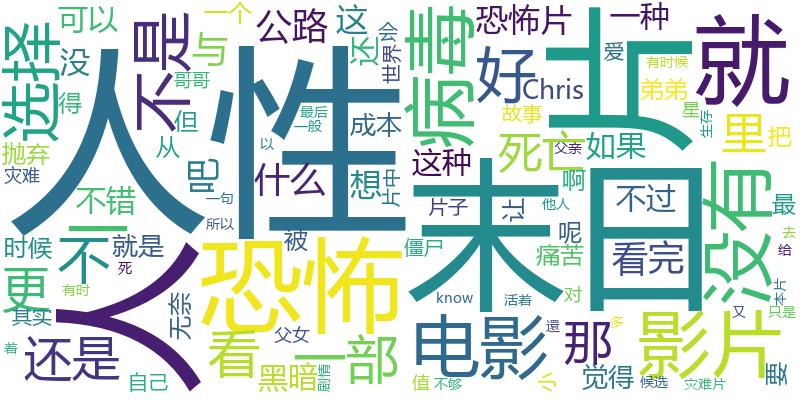 可以
一个
公路
这
恐怖片
一种
人性
不是
与
还
世界
会
病毒
好
上
就
爱
有时候
选择
没
得
哥哥
Chris
弟弟
星
生存
抛弃
但
从
吧
最后
一般
成本
故事
里
把
灾难
以
什么
想
片中
这种
死亡
如果
父亲
不错
一句
所以
末日
啊
不过
没有
最
时候
就是
不
被
僵尸
片子
让
他人
呢
看完
去
给
更
死
有时
人
恐怖
痛苦
对
本片
其实
无奈
know
活着
又
只是
着
还是
父女
看
一部
电影
那
還
多
影片
要
自己
黑暗
剧情
值
不够
小
觉得
候选
灾难片